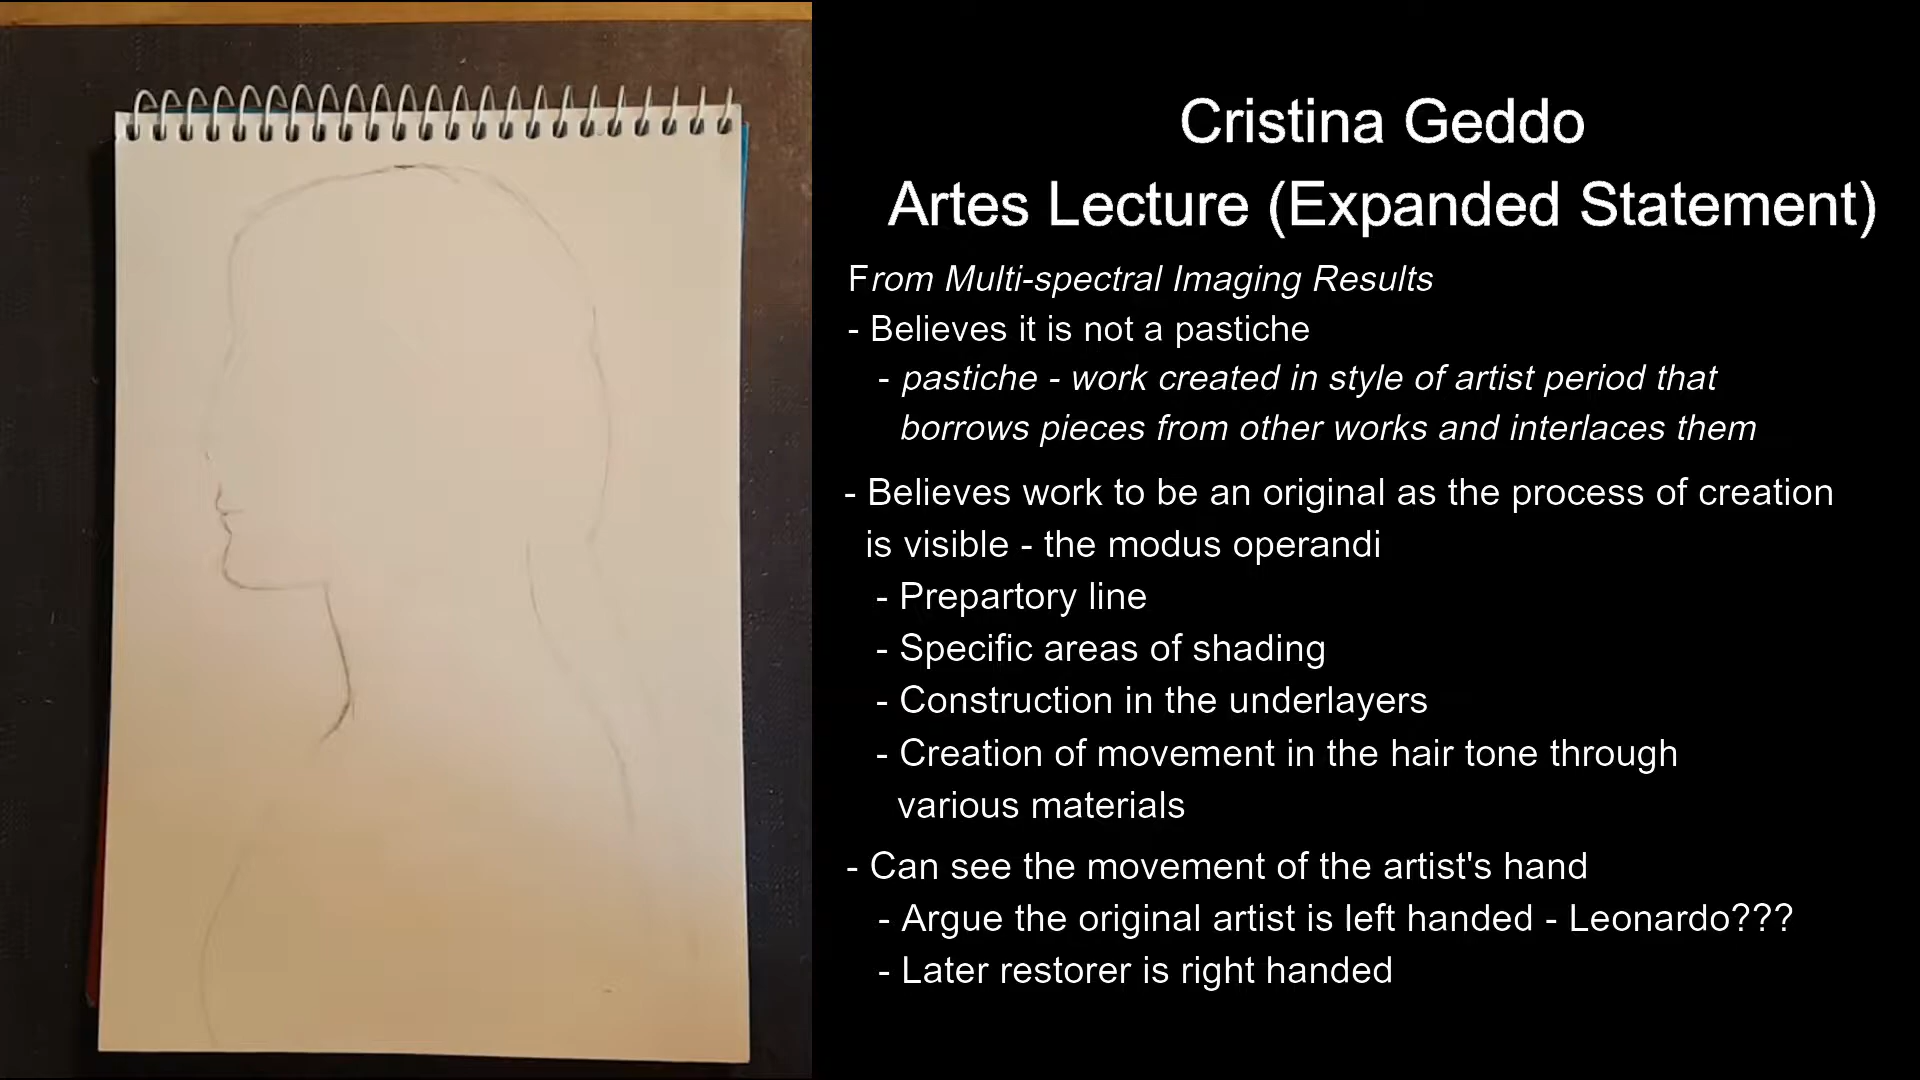 Cristina Geddo
Artes Lecture (Expanded Statement)
From Multi-spectral Imaging Results
- Believes it is not a pastiche
- pastiche - work created in style of artist period that
borrows pieces from other works and interlaces them
- Believes work to be an original as the process of creation
is visible - the modus operandi
- Prepartory line
- Specific areas of shading
- Construction in the underlayers
- Creation of movement in the hair tone through
various materials
- Can see the movement of the artist's hand
- Argue the original artist is left handed - Leonardo???
- Later restorer is right handed